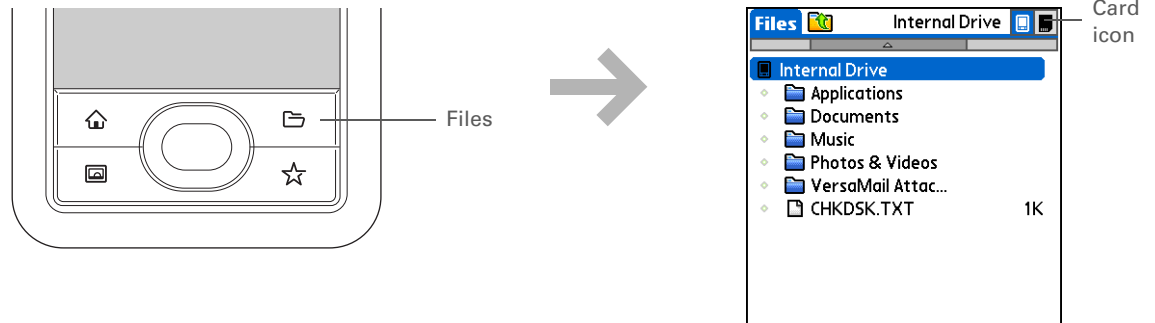 Files
Files Internal Drive
Card
icon
Internal Drive
Applications
Documents
Music
Photos & Videos
VersaMail Attac...
CHKDSK.TXT 1K